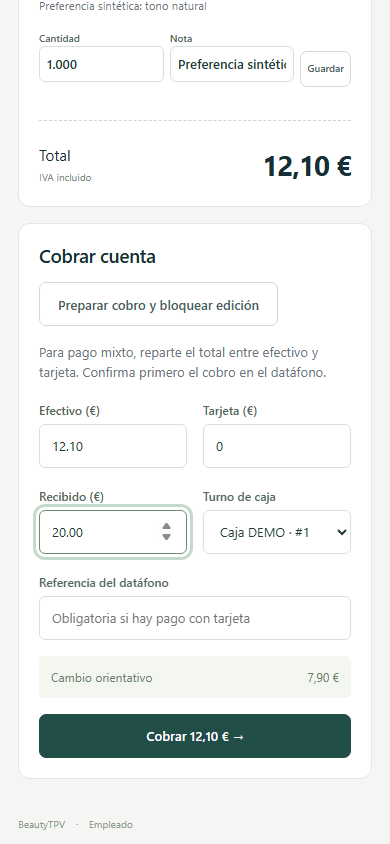 Preferencia sintética: tono natural
Cantidad
Nota
1.000
Preferencia sintétic
Guardar
Total
12,10 €
IVA incluido
Cobrar cuenta
Preparar cobro y bloquear edición
Para pago mixto, reparte el total entre efectivo y
tarjeta. Confirma primero el cobro en el datáfono.
Efectivo (€)
Tarjeta (€)
12.10
0
Recibido (€)
Turno de caja
20.00
Caja DEMO · #1
Referencia del datáfono
Obligatoria si hay pago con tarjeta
Cambio orientativo
7,90 €
Cobrar 12,10 € →
BeautyTPV · Empleado